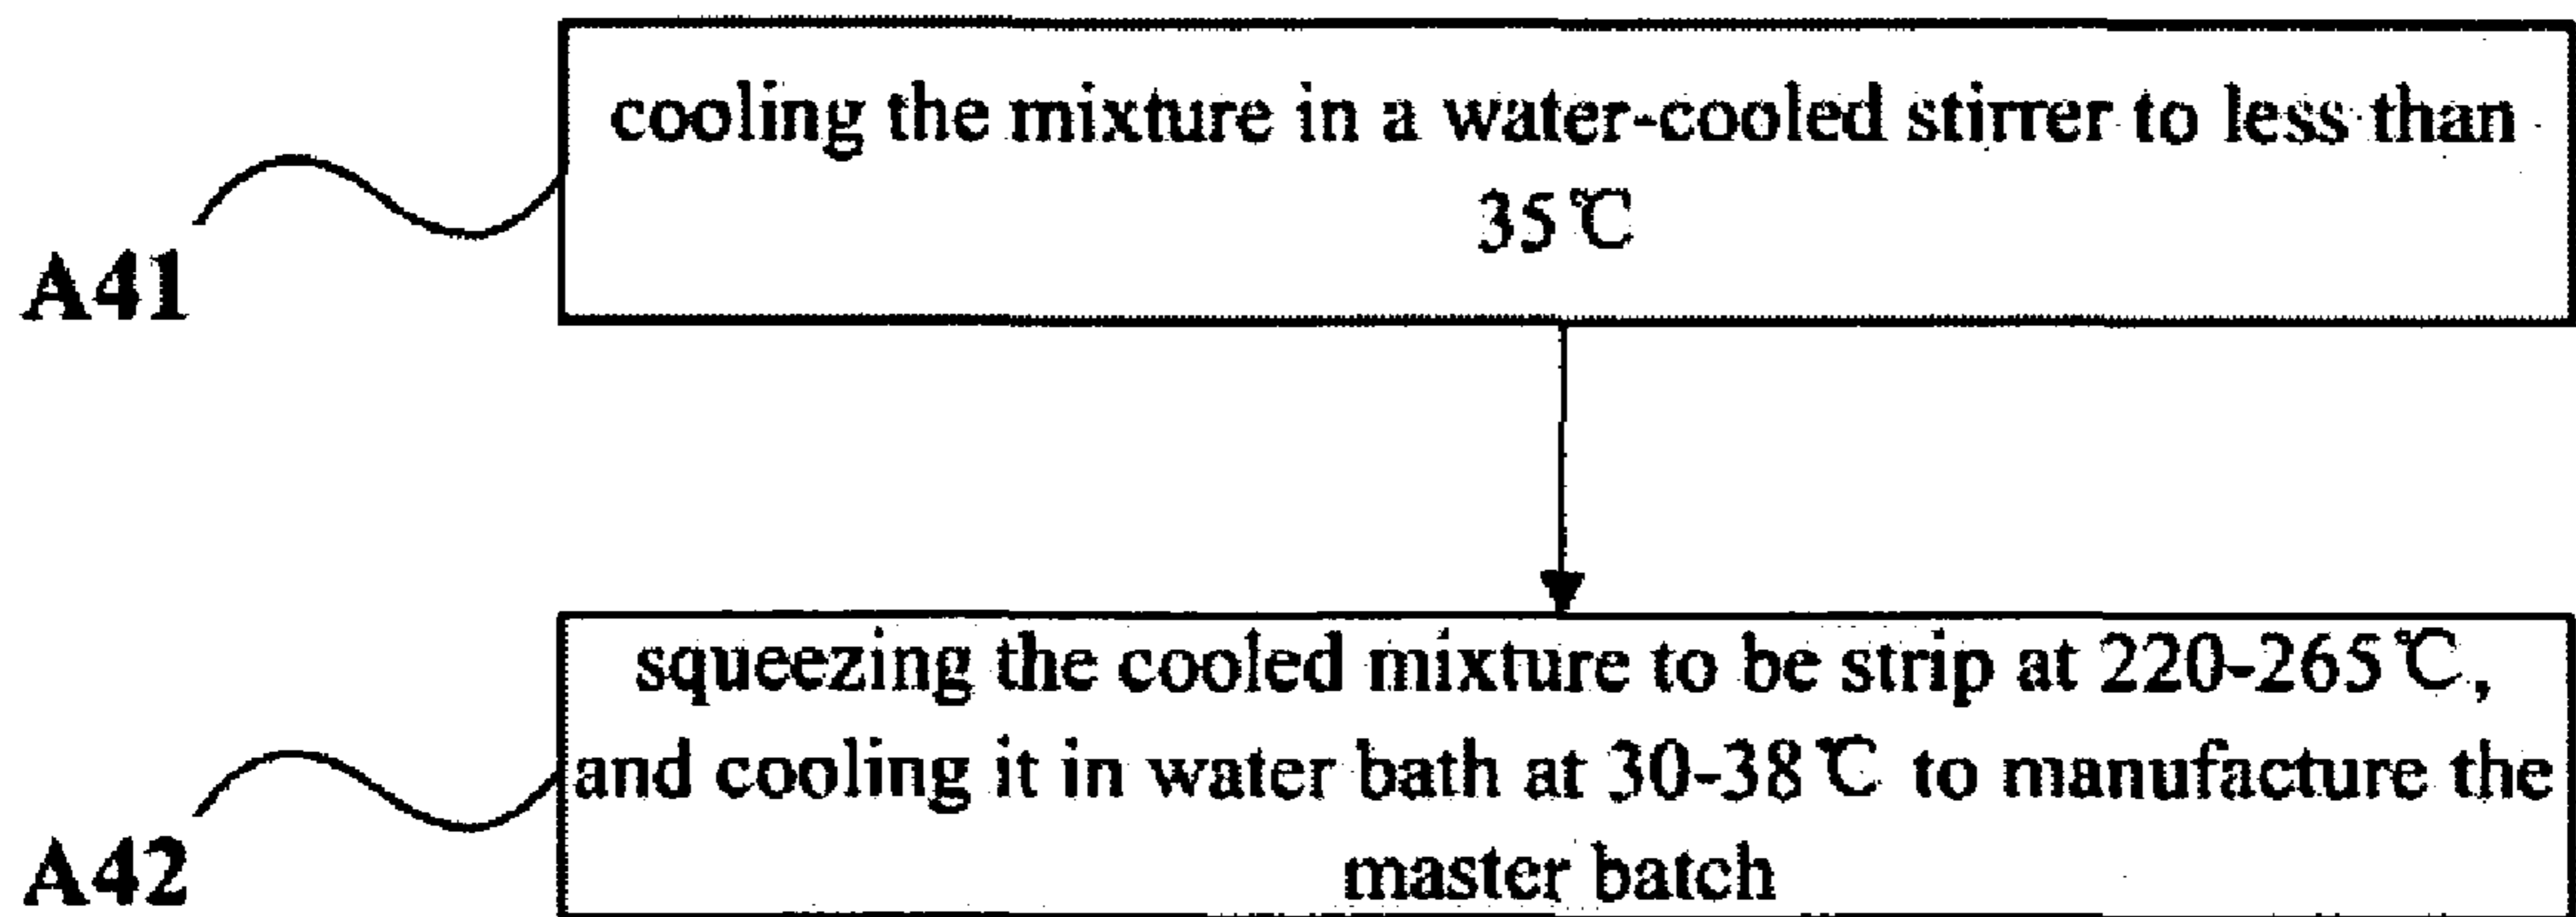 cooling the mixture in a water-cooled stirrer to less than
35℃
A41
squeezing the cooled mixture to be strip at 220-265℃,
and cooling it in water bath at 30-38℃ to manufacture the
master batch
A42